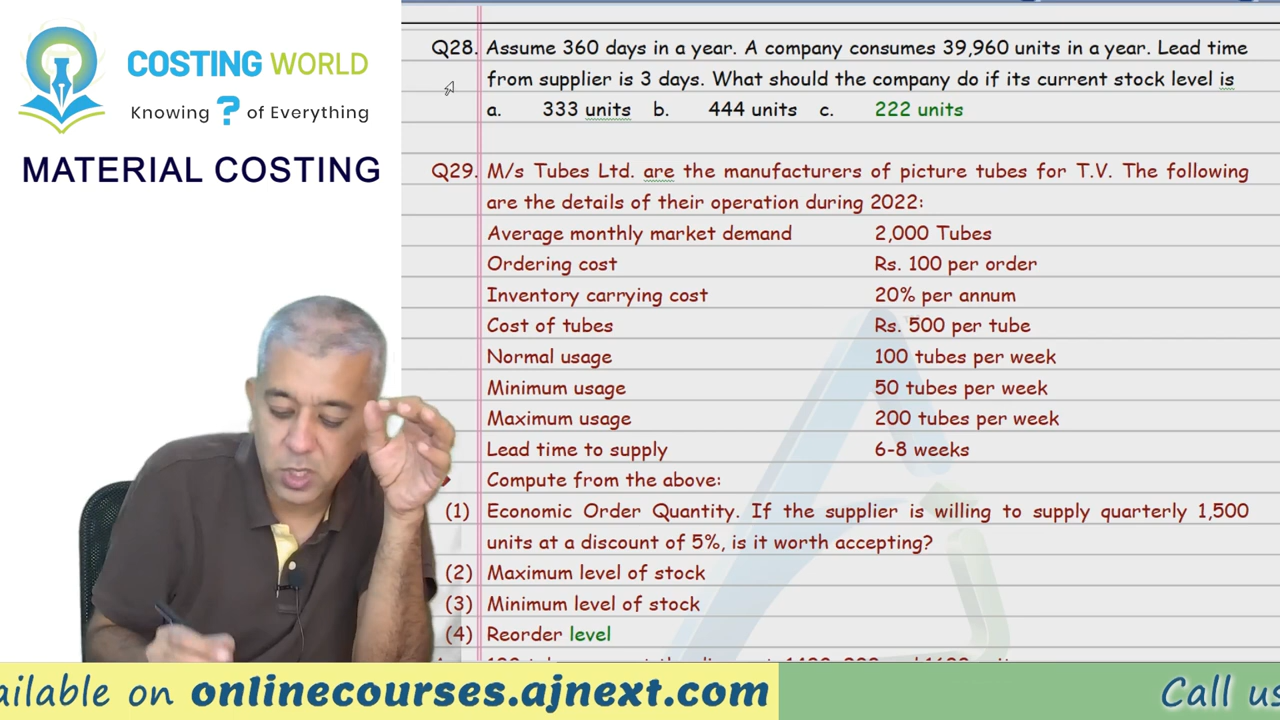 COSTING WORLD
Knowing ? of Everything
MATERIAL COSTING
Q28. Assume 360 days in a year. A company consumes 39,960 units in a year. Lead time
from supplier is 3 days. What should the company do if its current stock level is
a. 333 units b. 444 units c. 222 units
Q29. M/s Tubes Ltd. are the manufacturers of picture tubes for T.V. The following
are the details of their operation during 2022:
Average monthly market demand 2,000 Tubes
Ordering cost Rs. 100 per order
Inventory carrying cost 20% per annum
Cost of tubes Rs. 500 per tube
Normal usage 100 tubes per week
Minimum usage 50 tubes per week
Maximum usage 200 tubes per week
Lead time to supply 6-8 weeks
Compute from the above:
(1) Economic Order Quantity. If the supplier is willing to supply quarterly 1,500
units at a discount of 5%, is it worth accepting?
(2) Maximum level of stock
(3) Minimum level of stock
(4) Reorder level
ailable on onlinecourses.ajnext.com Call us